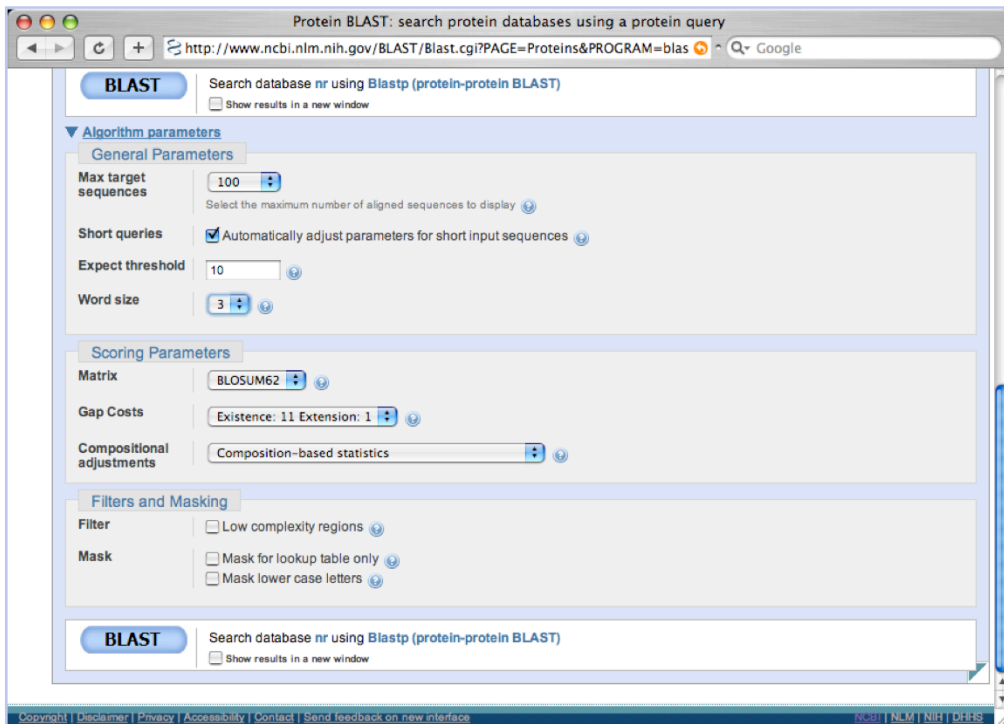 Protein BLAST: search protein databases using a protein query
http://www.ncbi.nlm.nih.gov/BLAST/Blast.cgi?PAGE=Proteins&PROGRAM=blas
Google
BLAST
Search database nr using Blastp (protein-protein BLAST)
Show results in a new window
Algorithm parameters
General Parameters
Max target sequences
100
Select the maximum number of aligned sequences to display
Short queries
Automatically adjust parameters for short input sequences
Expect threshold
10
Word size
3
Scoring Parameters
Matrix
BLOSUM62
Gap Costs
Existence: 11 Extension: 1
Compositional adjustments
Composition-based statistics
Filters and Masking
Filter
Low complexity regions
Mask
Mask for lookup table only
Mask lower case letters
BLAST
Search database nr using Blastp (protein-protein BLAST)
Show results in a new window
Copyright | Disclaimer | Privacy | Accessibility | Contact | Send feedback on new interface
NCBI | NLM | NIH | DHHS